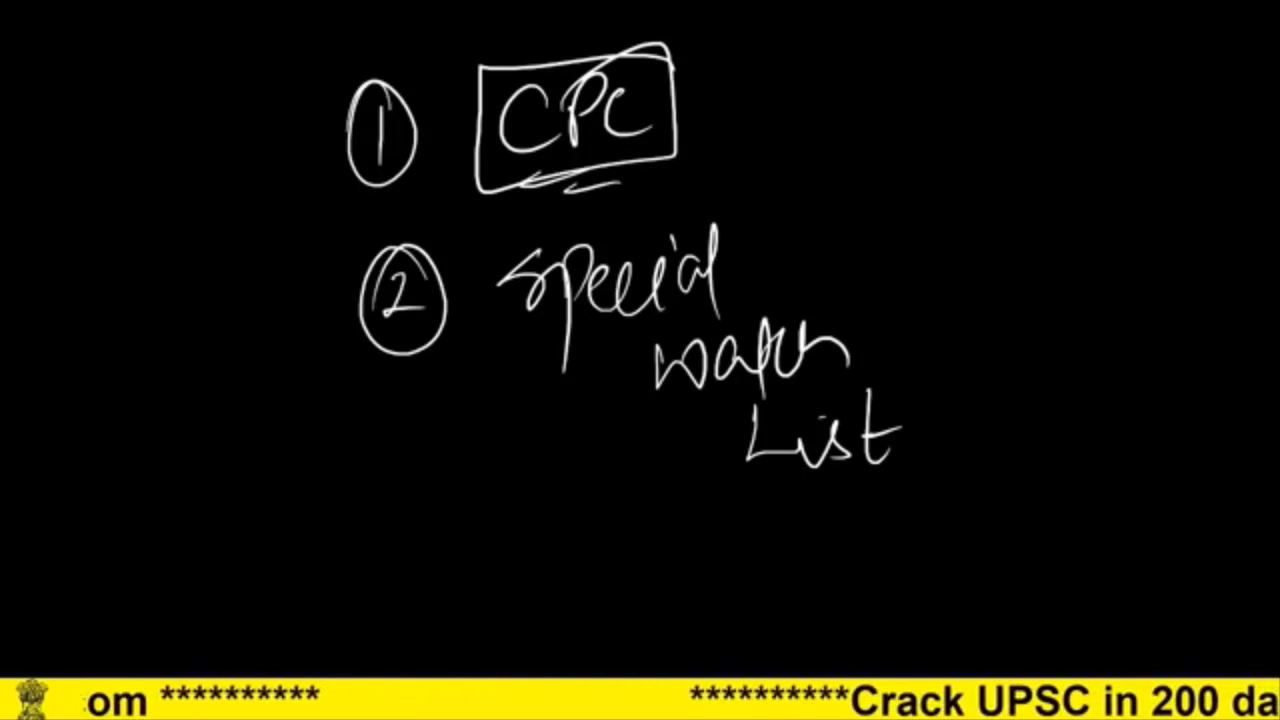 1 CPC
2 special
watch
List
om ********** **********Crack UPSC in 200 da